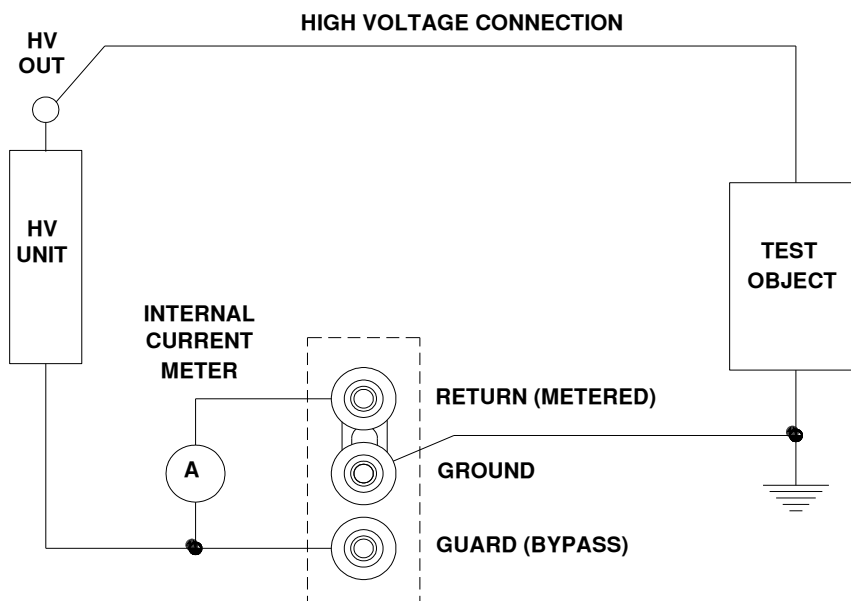 HIGH VOLTAGE CONNECTION
HV
OUT
HV
UNIT
TEST
OBJECT
INTERNAL
CURRENT
METER
RETURN (METERED)
A
GROUND
GUARD (BYPASS)